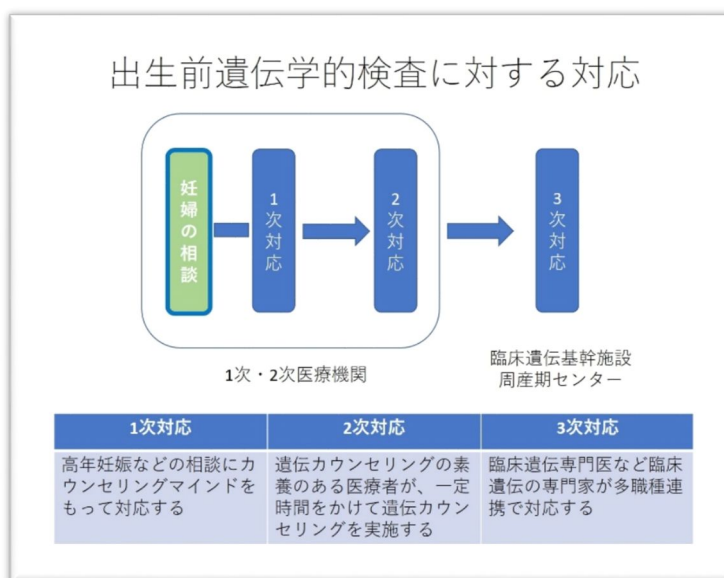 出生前遺伝学的検査に対する対応
妊婦の相談
1次対応
2次対応
3次対応
1次・2次医療機関
臨床遺伝基幹施設
周産期センター
1次対応
2次対応
3次対応
高年妊娠などの相談にカ
ウンセリングマインドを
もって対応する
遺伝カウンセリングの素
養のある医療者が、一定
時間をかけて遺伝カウン
セリングを実施する
臨床遺伝専門医など臨床
遺伝の専門家が多職種連
携で対応する